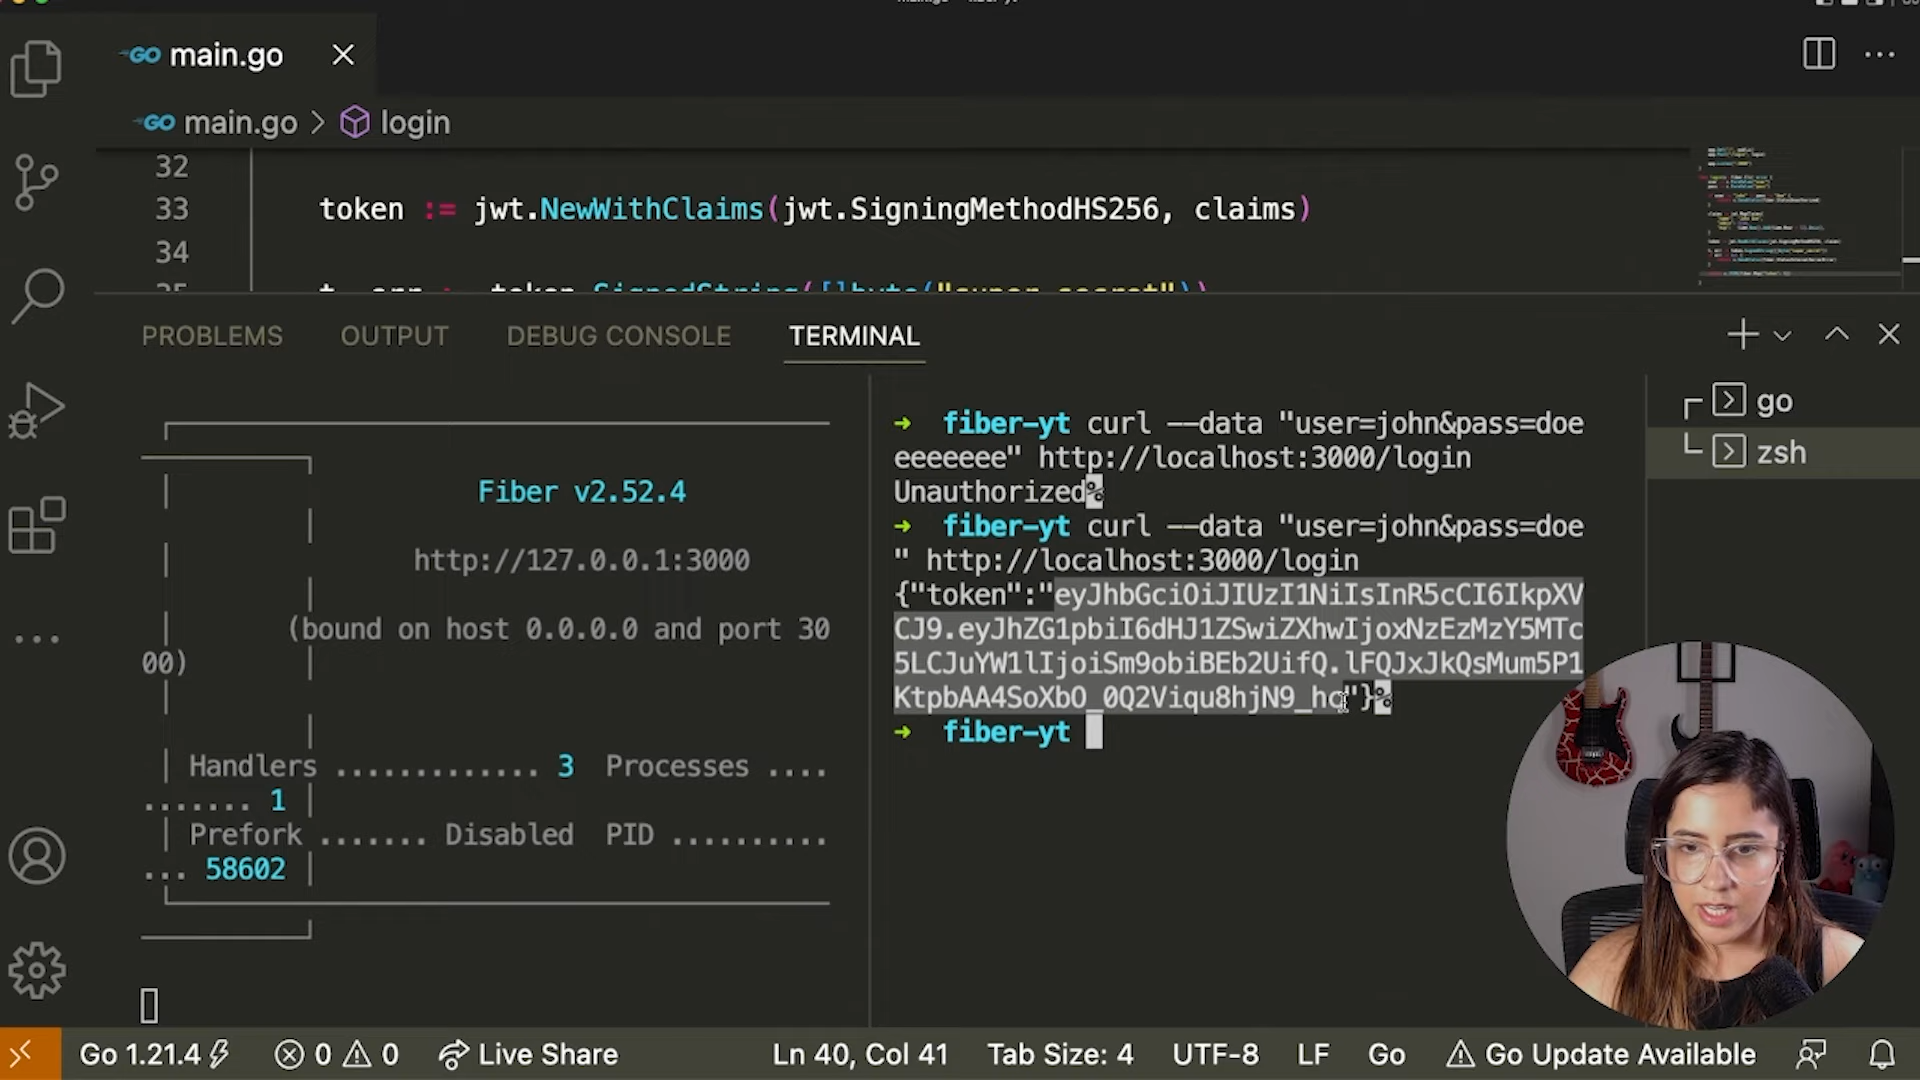 GO main.go
GO main.go > login
32
33 token := jwt.NewWithClaims(jwt.SigningMethodHS256, claims)
34
PROBLEMS OUTPUT DEBUG CONSOLE TERMINAL
Fiber v2.52.4
http://127.0.0.1:3000
(bound on host 0.0.0.0 and port 30
00)
Handlers ............. 3 Processes ....
....... 1
Prefork ....... Disabled PID ..........
... 58602
➜ fiber-yt curl --data "user=john&pass=doe
eeeeeee" http://localhost:3000/login
Unauthorized%
➜ fiber-yt curl --data "user=john&pass=doe
" http://localhost:3000/login
{"token":"eyJhbGciOiJIUzI1NiIsInR5cCI6IkpXV
CJ9.eyJhZG1pbiI6dHJ1ZSwiZXhwIjoxNzEzMzY5MTc
5LCJuYW1lIjoiSm9obiBEb2UifQ.lFQJxJkQsMum5P1
KtpbAA4SoXbO_0Q2Viqu8hjN9_hc"}%
➜ fiber-yt
go
zsh
Go 1.21.4 0 0 Live Share Ln 40, Col 41 Tab Size: 4 UTF-8 LF Go Go Update Available